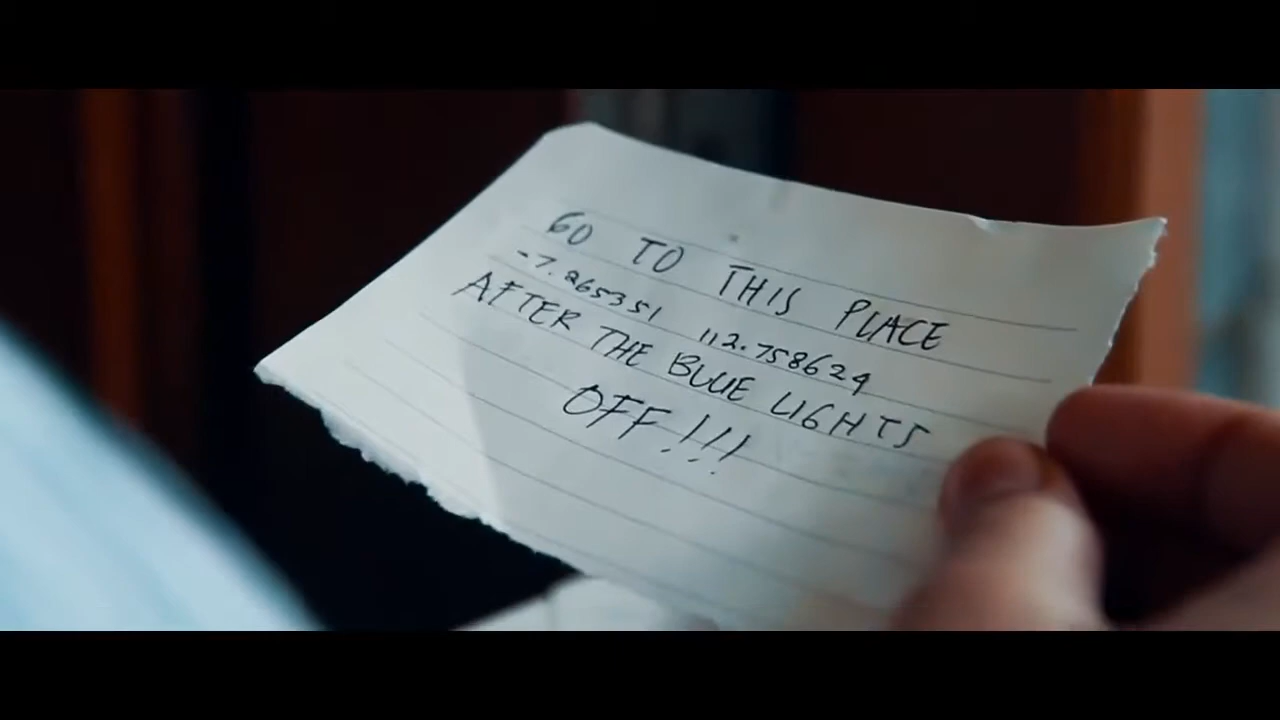 GO TO THIS PLACE
-7.265351 112.758624
AFTER THE BLUE LIGHTS
OFF!!!